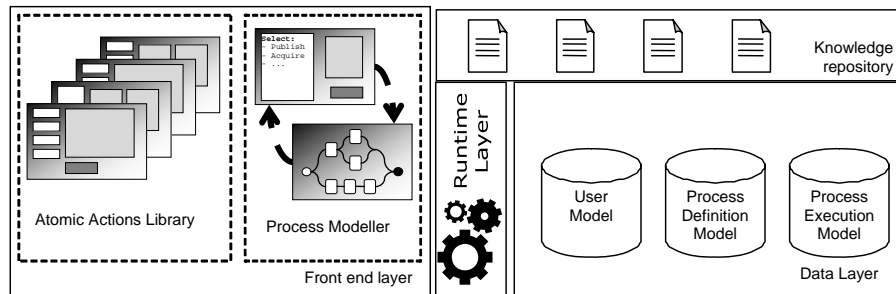 Select:
- Publish
- Acquire
- ...
Atomic Actions Library
Process Modeller
Front end layer
Runtime
Layer
Knowledge
repository
User
Model
Process
Definition
Model
Process
Execution
Model
Data Layer